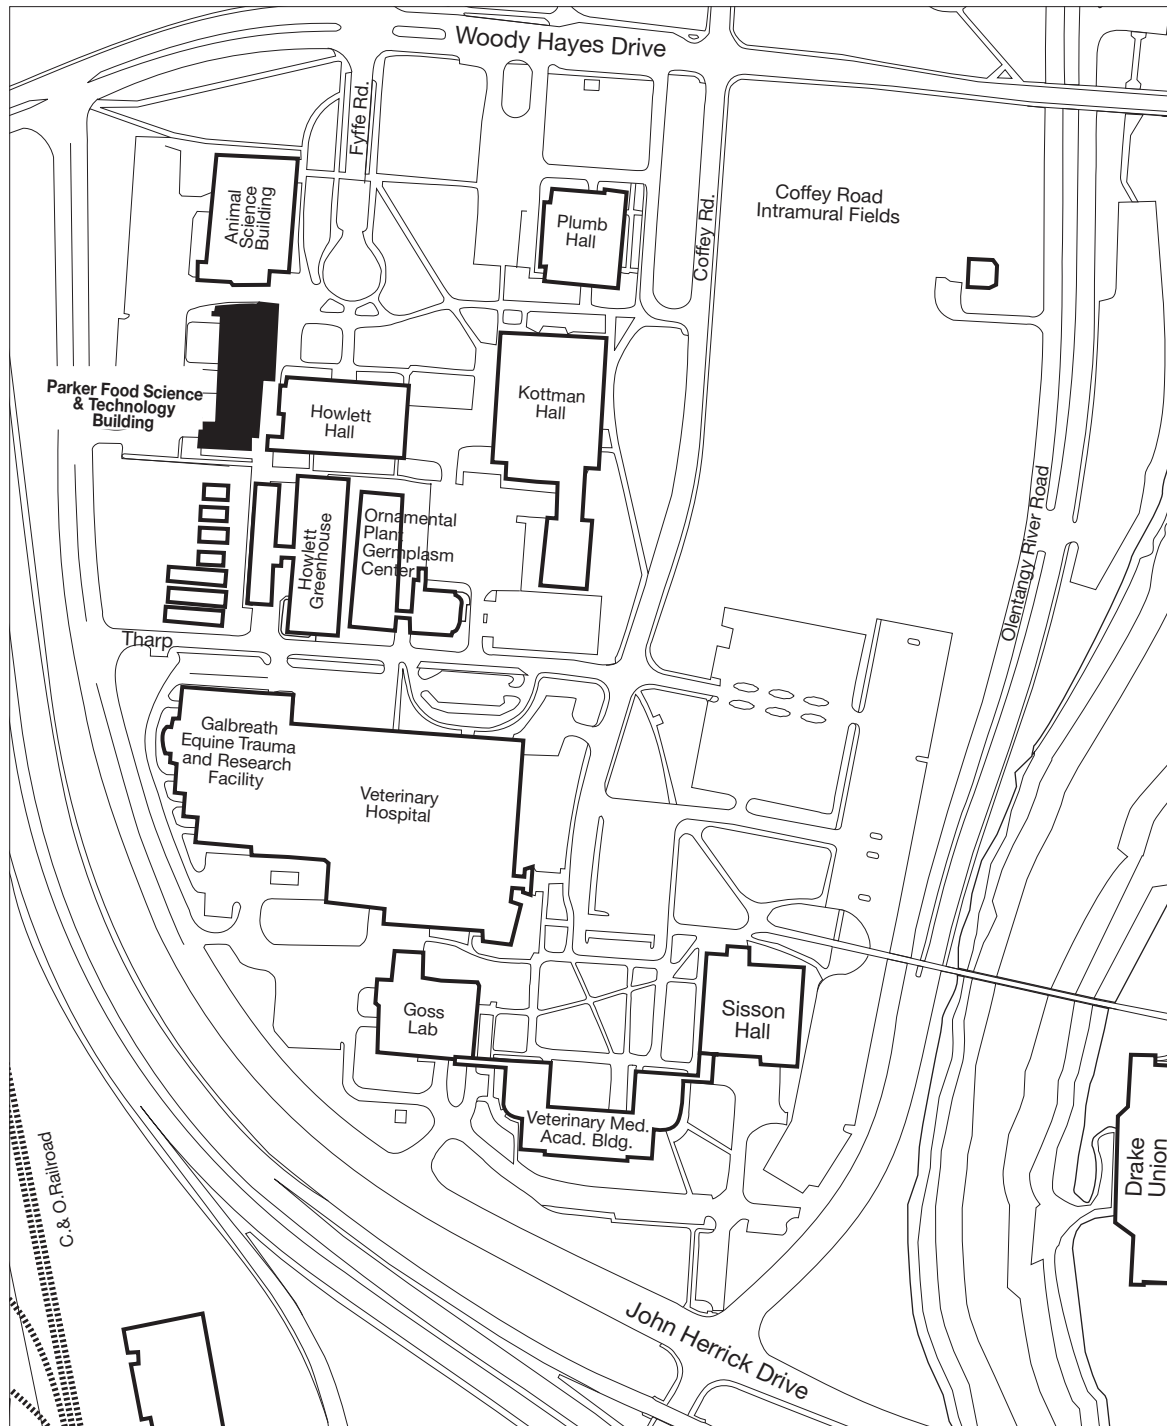 Woody Hayes Drive
Fyffe Rd.
Animal
Science
Building
Plumb
Hall
Coffey Rd.
Coffey Road
Intramural Fields
Parker Food Science
& Technology
Building
Howlett
Hall
Kottman
Hall
Howlett
Greenhouse
Ornamental
Plant
Germplasm
Center
Olentangy River Road
Tharp
Galbreath
Equine Trauma
and Research
Facility
Veterinary
Hospital
Goss
Lab
Sisson
Hall
Veterinary Med.
Acad. Bldg.
Drake
Union
C.& O.Railroad
John Herrick Drive